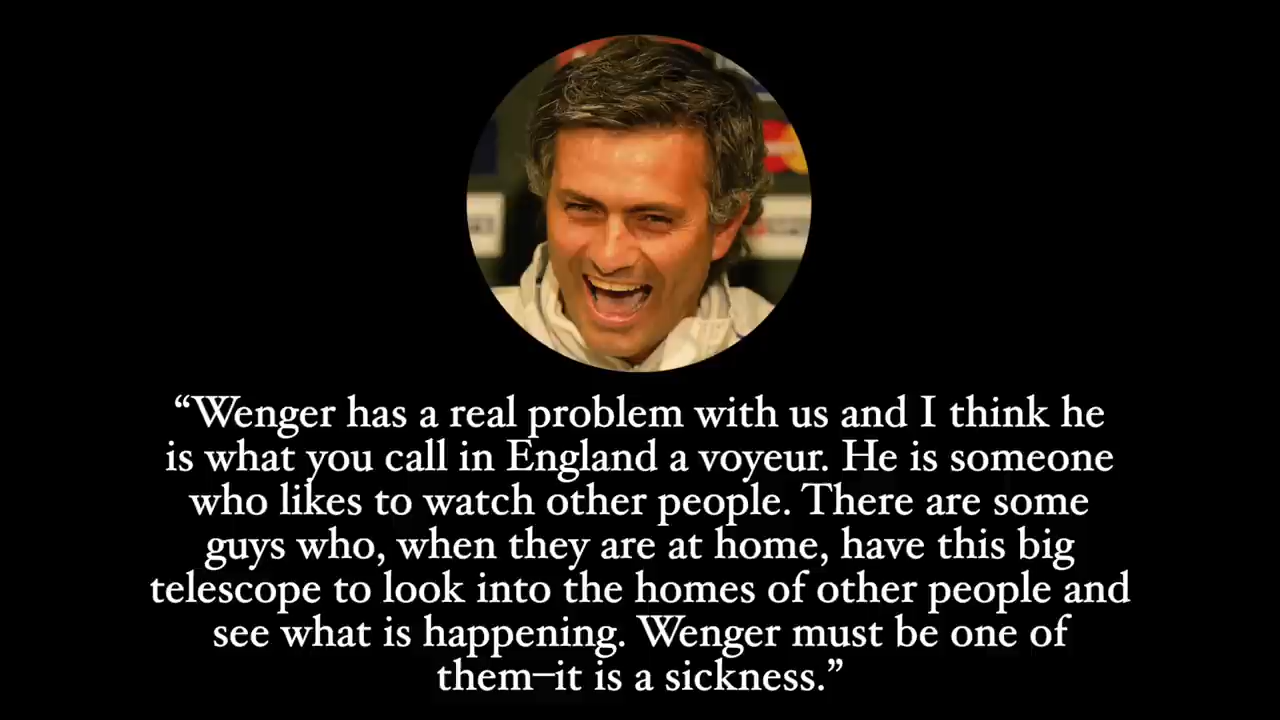 “Wenger has a real problem with us and I think he
is what you call in England a voyeur. He is someone
who likes to watch other people. There are some
guys who, when they are at home, have this big
telescope to look into the homes of other people and
see what is happening. Wenger must be one of
them–it is a sickness.”